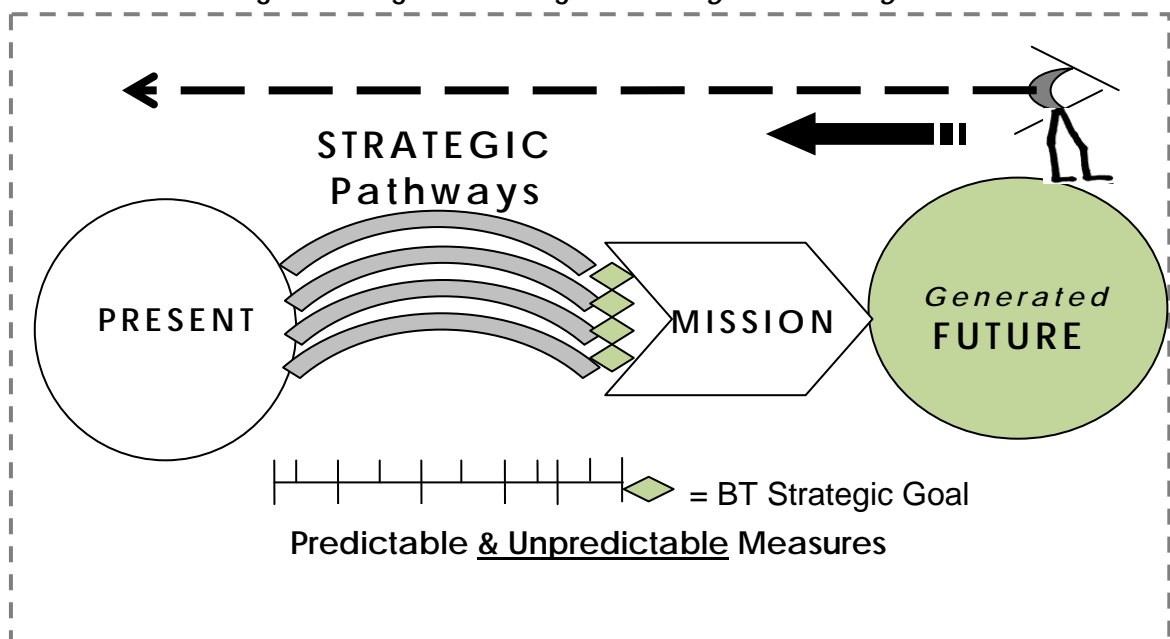 STRATEGIC
Pathways
PRESENT
MISSION
Generated
FUTURE
= BT Strategic Goal
Predictable & Unpredictable Measures